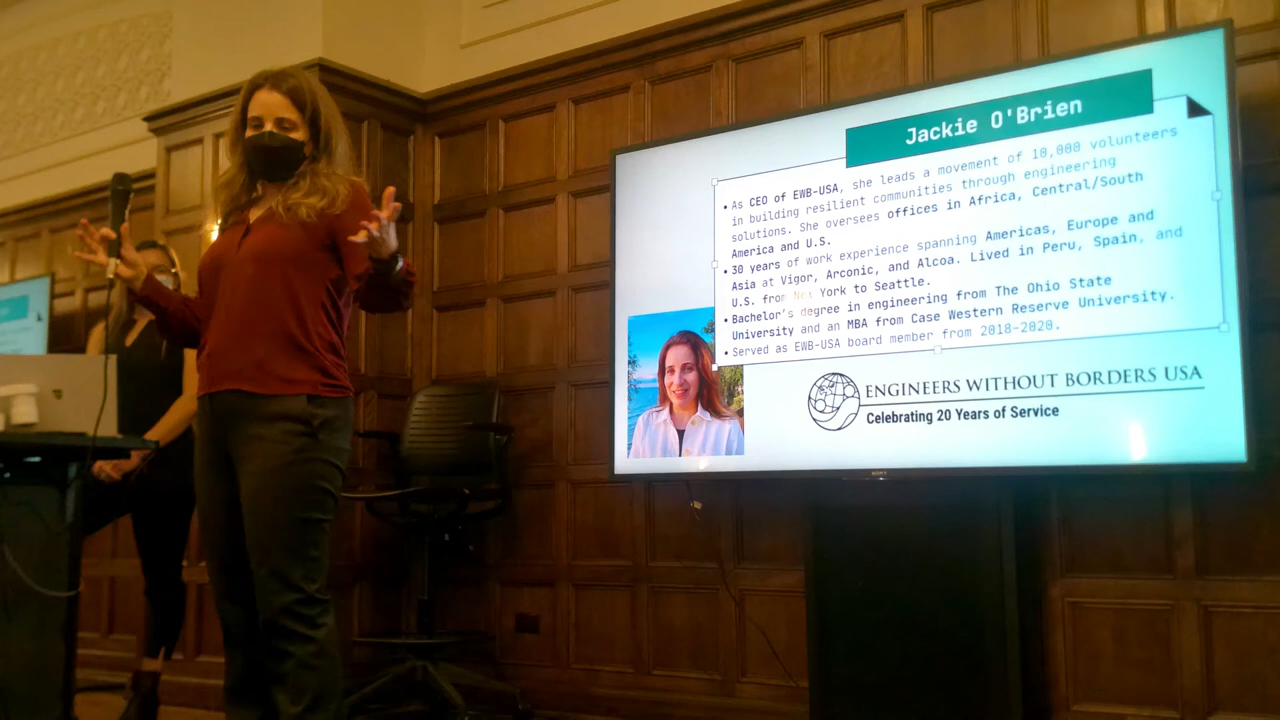 Jackie O'Brien
• As CEO of EWB-USA, she leads a movement of 10,000 volunteers
in building resilient communities through engineering
solutions. She oversees offices in Africa, Central/South
America and U.S.
• 30 years of work experience spanning Americas, Europe and
Asia at Vigor, Arconic, and Alcoa. Lived in Peru, Spain, and
U.S. from New York to Seattle.
• Bachelor's degree in engineering from The Ohio State
University and an MBA from Case Western Reserve University.
• Served as EWB-USA board member from 2018-2020.
ENGINEERS WITHOUT BORDERS USA
Celebrating 20 Years of Service
SONY